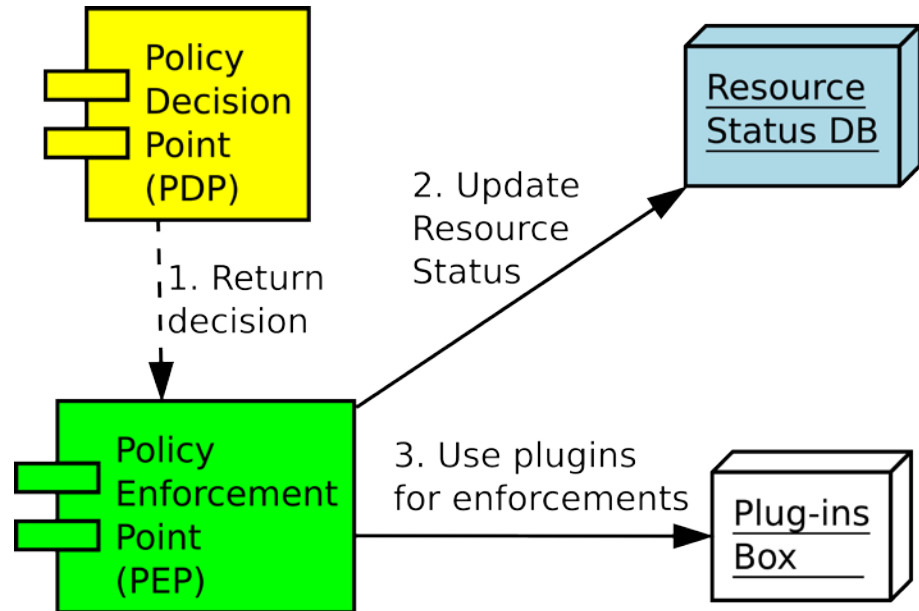 Policy
Decision
Point
(PDP)
Resource
Status DB
2. Update
Resource
Status
1. Return
decision
Policy
Enforcement
Point
(PEP)
3. Use plugins
for enforcements
Plug-ins
Box